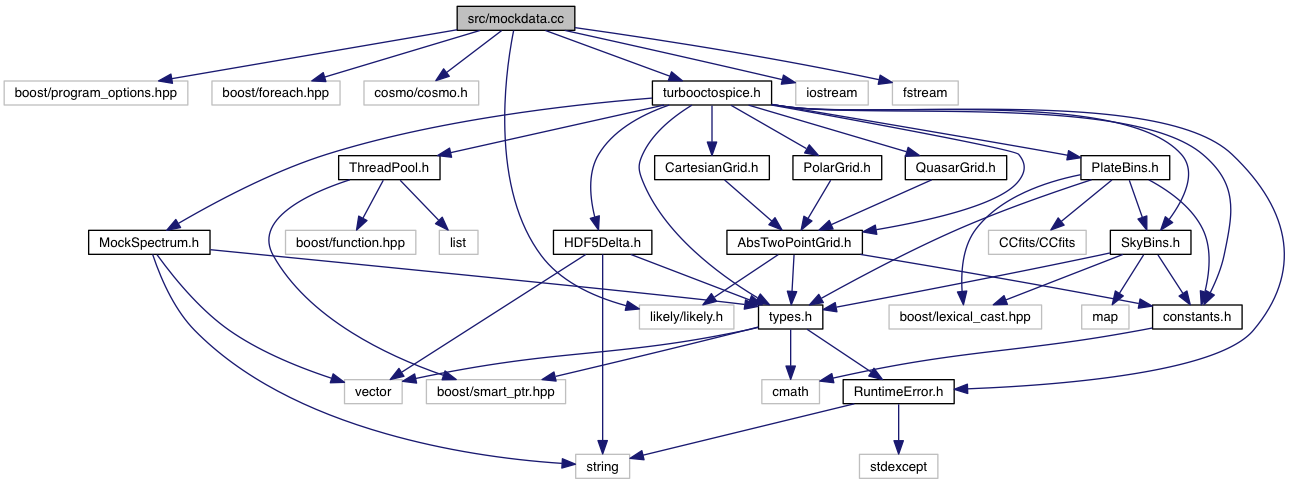 src/mockdata.cc
boost/program_options.hpp
boost/foreach.hpp
cosmo/cosmo.h
turbooctospice.h
iostream
fstream
ThreadPool.h
CartesianGrid.h
PolarGrid.h
QuasarGrid.h
PlateBins.h
MockSpectrum.h
boost/function.hpp
list
HDF5Delta.h
AbsTwoPointGrid.h
CCfits/CCfits
SkyBins.h
likely/likely.h
types.h
boost/lexical_cast.hpp
map
constants.h
vector
boost/smart_ptr.hpp
cmath
RuntimeError.h
string
stdexcept